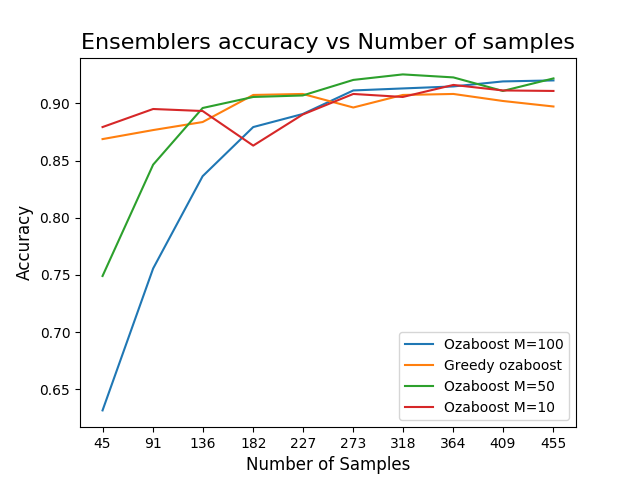 Ensemblers accuracy vs Number of samples
Accuracy
0.90
0.85
0.80
0.75
0.70
0.65
Ozaboost M=100
Greedy ozaboost
Ozaboost M=50
Ozaboost M=10
45 91 136 182 227 273 318 364 409 455
Number of Samples